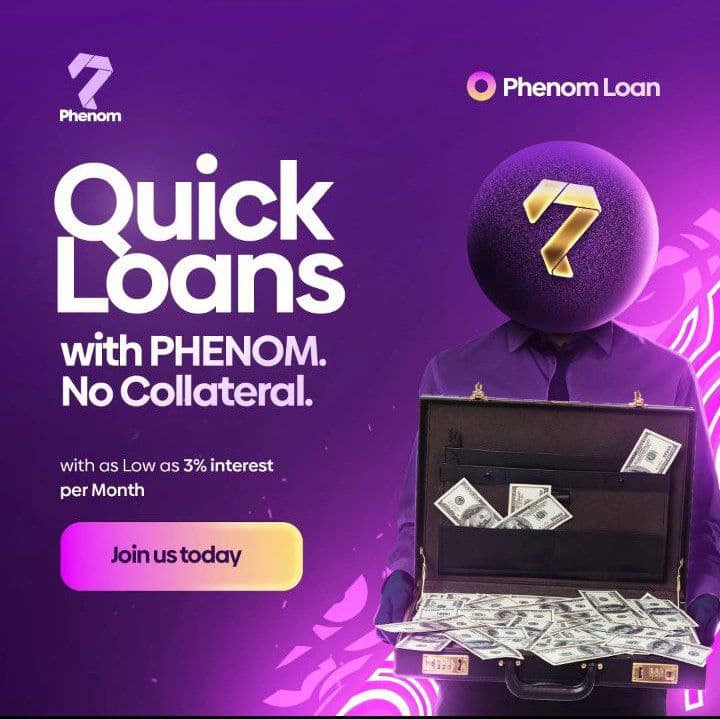 Phenom
Phenom Loan
Quick
Loans
with PHENOM.
No Collateral.
with as Low as 3% interest
per Month
Join us today